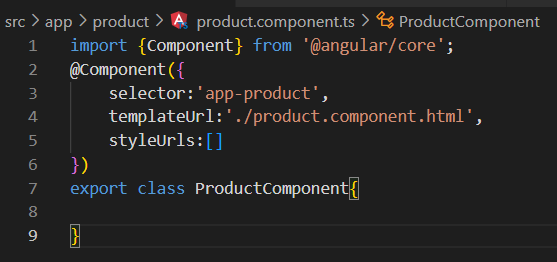 src > app > product > product.component.ts > ProductComponent
1 import {Component} from '@angular/core';
2 @Component({
3     selector:'app-product',
4     templateUrl:'./product.component.html',
5     styleUrls:[]
6 })
7 export class ProductComponent{
8
9 }